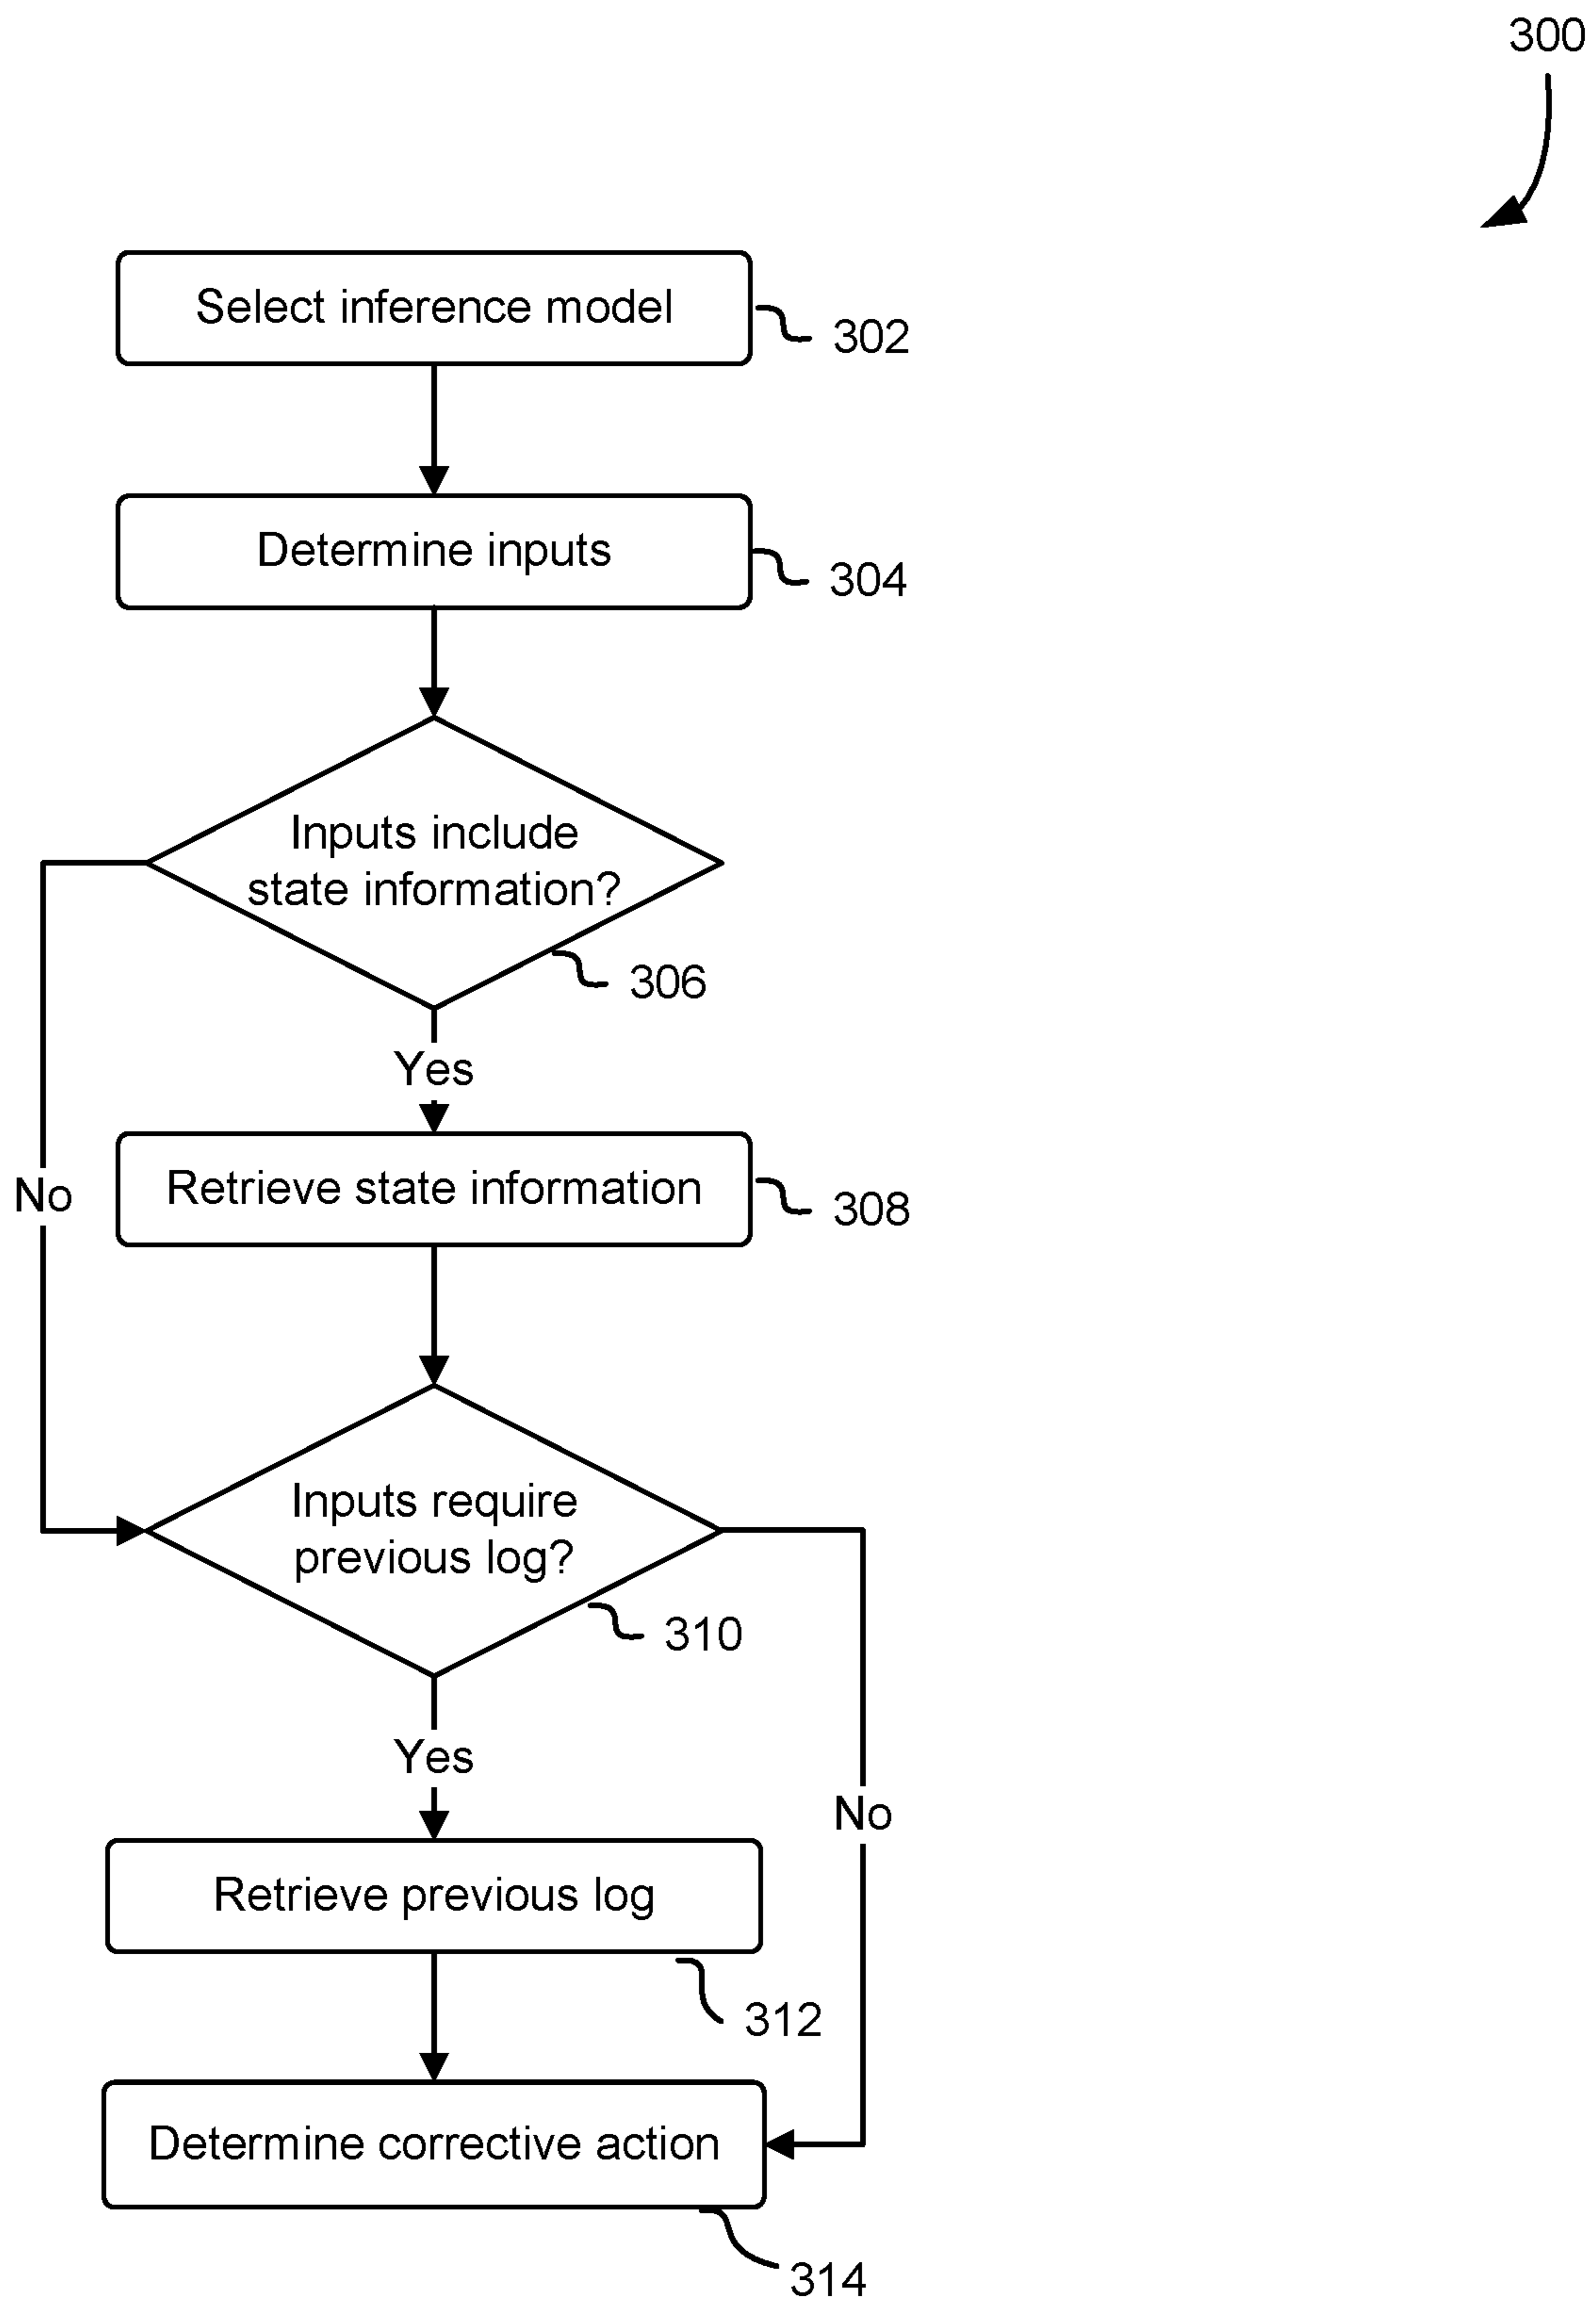 300
Select inference model
302
Determine inputs
304
Inputs include
state information?
306
Yes
Retrieve state information
308
No
Inputs require
previous log?
310
Yes
No
Retrieve previous log
312
Determine corrective action
314